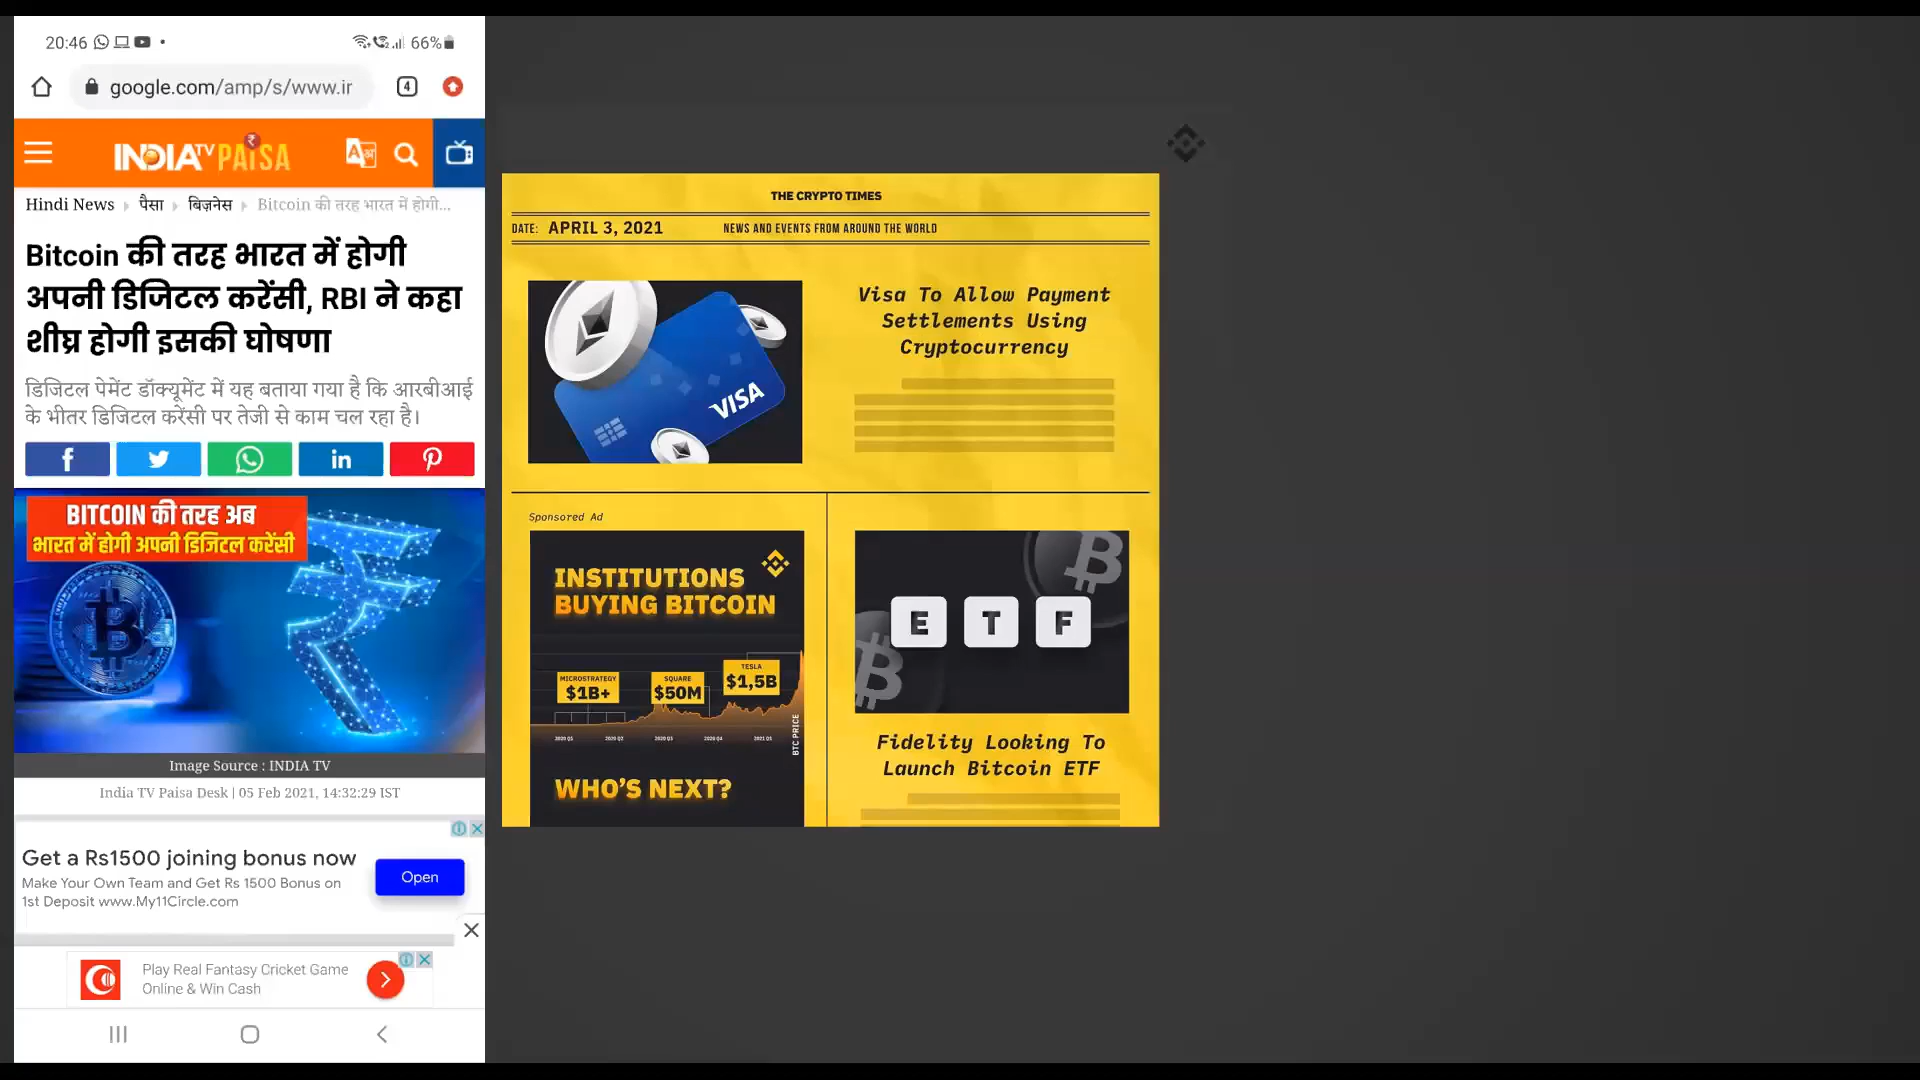 20:46
66%
google.com/amp/s/www.ir
4
INDIA TV PAISA
Hindi News
पैसा
बिज़नेस
Bitcoin की तरह भारत में होगी...
Bitcoin की तरह भारत में होगी
अपनी डिजिटल करेंसी, RBI ने कहा
शीघ्र होगी इसकी घोषणा
डिजिटल पेमेंट डॉक्यूमेंट में यह बताया गया है कि आरबीआई
के भीतर डिजिटल करेंसी पर तेजी से काम चल रहा है।
BITCOIN की तरह अब
भारत में होगी अपनी डिजिटल करेंसी
Image Source : INDIA TV
India TV Paisa Desk | 05 Feb 2021, 14:32:29 IST
Get a Rs1500 joining bonus now
Make Your Own Team and Get Rs 1500 Bonus on
1st Deposit www.My11Circle.com
Open
Play Real Fantasy Cricket Game
Online & Win Cash
THE CRYPTO TIMES
DATE: APRIL 3, 2021
NEWS AND EVENTS FROM AROUND THE WORLD
VISA
Visa To Allow Payment
Settlements Using
Cryptocurrency
Sponsored Ad
INSTITUTIONS
BUYING BITCOIN
MICROSTRATEGY
$1B+
SQUARE
$50M
TESLA
$1,5B
BTC PRICE
WHO'S NEXT?
E T F
Fidelity Looking To
Launch Bitcoin ETF